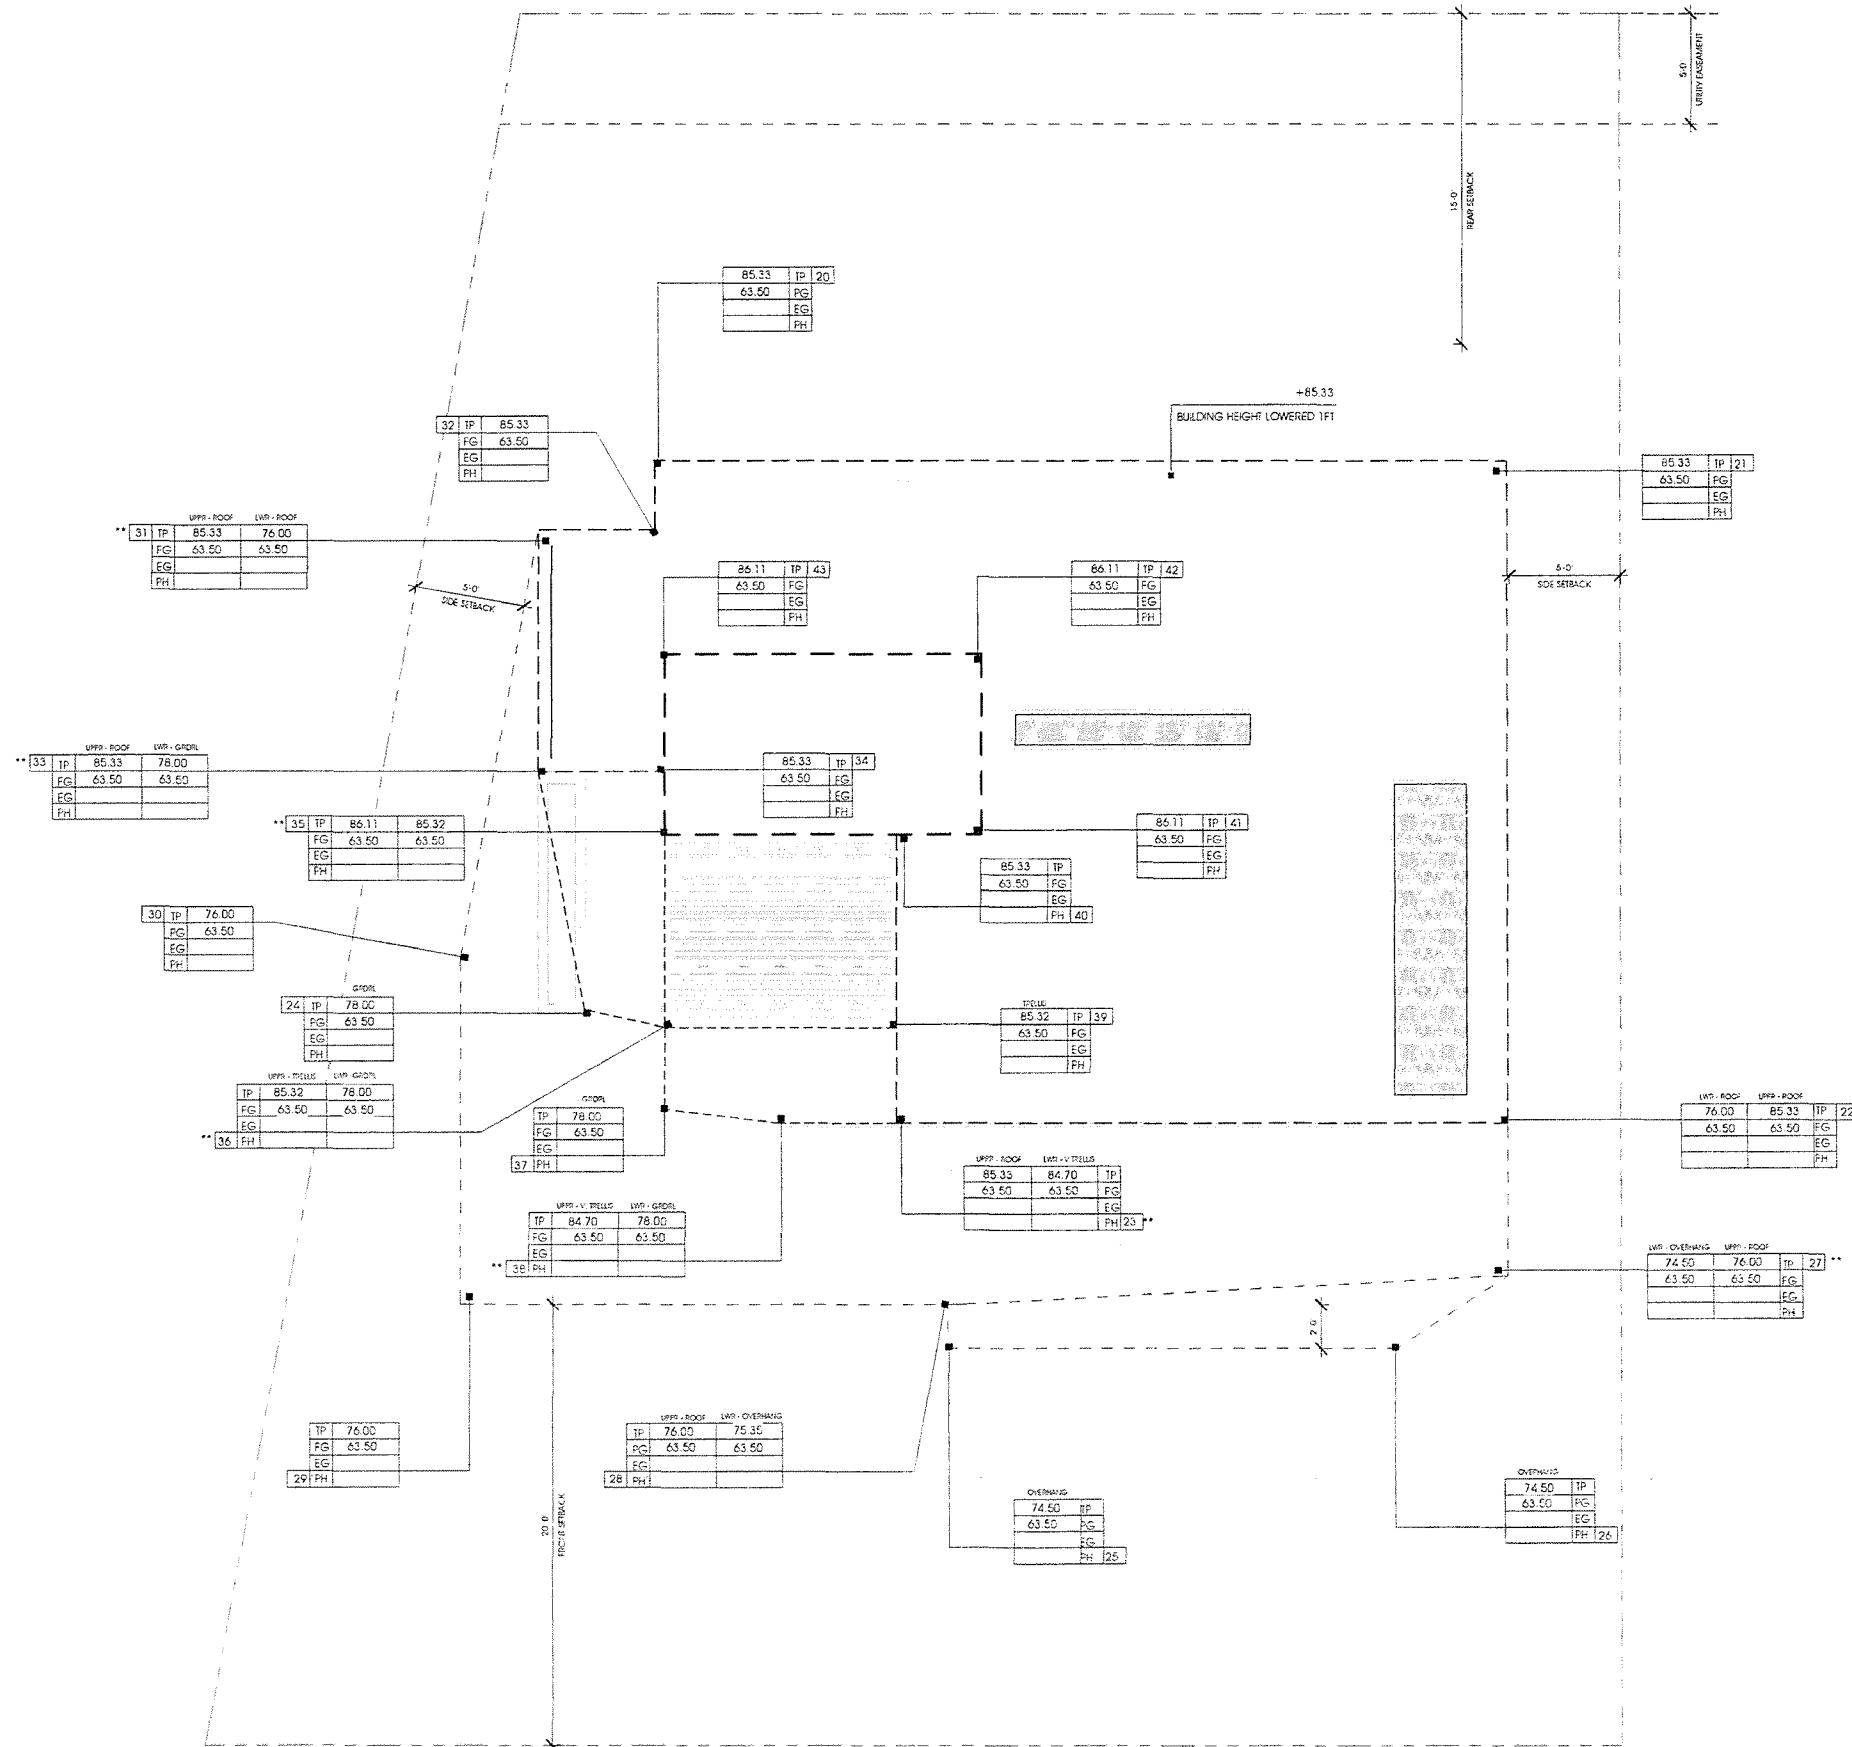 5-0
UTILITY EASEAMENT
15-0
REAR SETBACK
85.33 TP 20
63.50 PG
EG
PH
+85.33
BUILDING HEIGHT LOWERED 1FT
32 TP 85.33
FG 63.50
EG
PH
85.33 TP 21
63.50 PG
EG
PH
UPPR - ROOF LWR - ROOF
** 31 TP 85.33 76.00
FG 63.50 63.50
EG
PH
5-0
SIDE SETBACK
86.11 TP 43
63.50 FG
EG
PH
86.11 TP 42
63.50 FG
EG
PH
5-0
SIDE SETBACK
UPPR - ROOF LWR - GRDRL
** 33 TP 85.33 78.00
FG 63.50 63.50
EG
PH
85.33 TP 34
63.50 FG
EG
PH
** 35 TP 86.11 85.32
FG 63.50 63.50
EG
PH
86.11 TP 41
63.50 FG
EG
PH
85.33 TP
63.50 FG
EG
PH 40
30 TP 76.00
PG 63.50
EG
PH
GRDRL
24 TP 78.00
PG 63.50
EG
PH
TRELLIS
85.32 TP 39
63.50 FG
EG
PH
UPPR - TRELLIS LWR - GRDRL
TP 85.32 78.00
FG 63.50 63.50
EG
** 36 PH
GRDRL
TP 78.00
FG 63.50
EG
37 PH
LWR - ROOF UPPR - ROOF
76.00 85.33 TP 22
63.50 63.50 FG
EG
PH
UPPR - ROOF LWR - V TRELLIS
85.33 84.70 TP
63.50 63.50 FG
EG
PH 23 **
UPPR - V. TRELLIS LWR - GRDRL
TP 84.70 78.00
FG 63.50 63.50
EG
** 38 PH
LWR - OVERHANG UPPR - ROOF
74.50 76.00 TP 27 **
63.50 63.50 FG
EG
PH
2 0
TP 76.00
FG 63.50
EG
29 PH
UPPR - ROOF LWR - OVERHANG
TP 76.00 75.35
PG 63.50 63.50
EG
28 PH
20 0
FRONT SETBACK
OVERHANG
74.50 TP
63.50 PG
EG
PH 25
OVERHANG
74.50 TP
63.50 PG
EG
PH 26